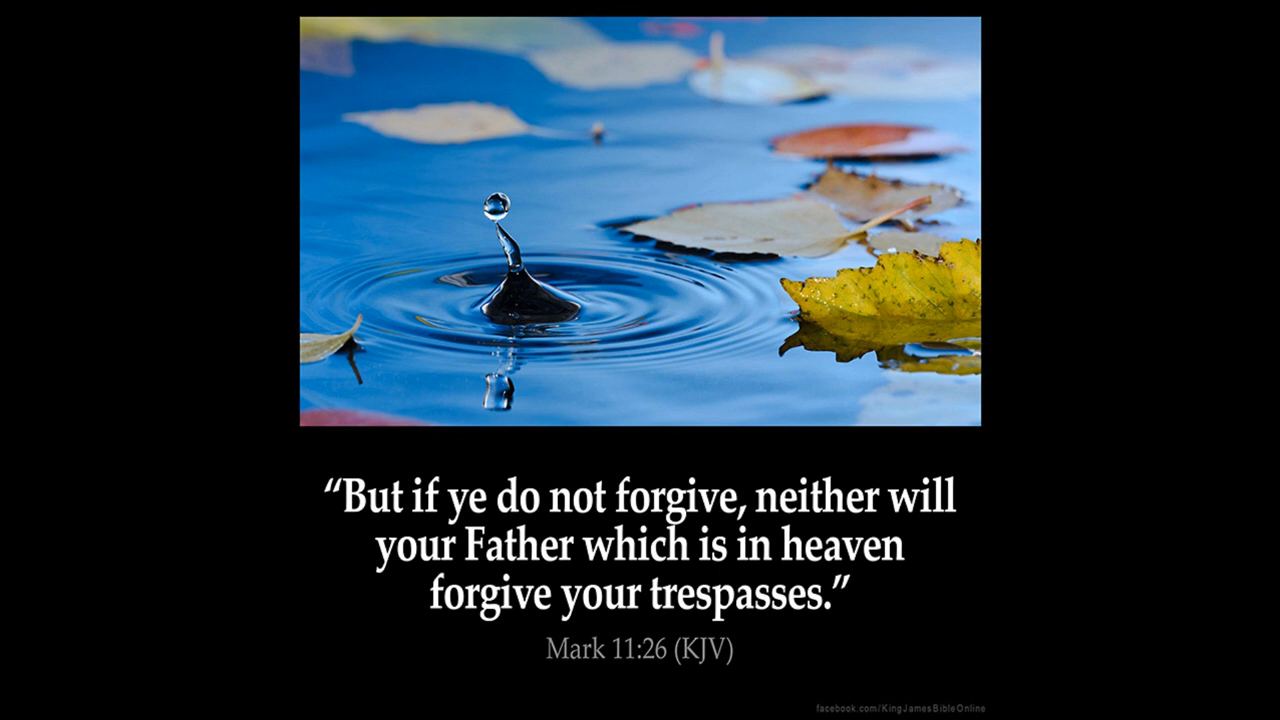 “But if ye do not forgive, neither will
your Father which is in heaven
forgive your trespasses.”
Mark 11:26 (KJV)
facebook.com/KingJamesBibleOnline